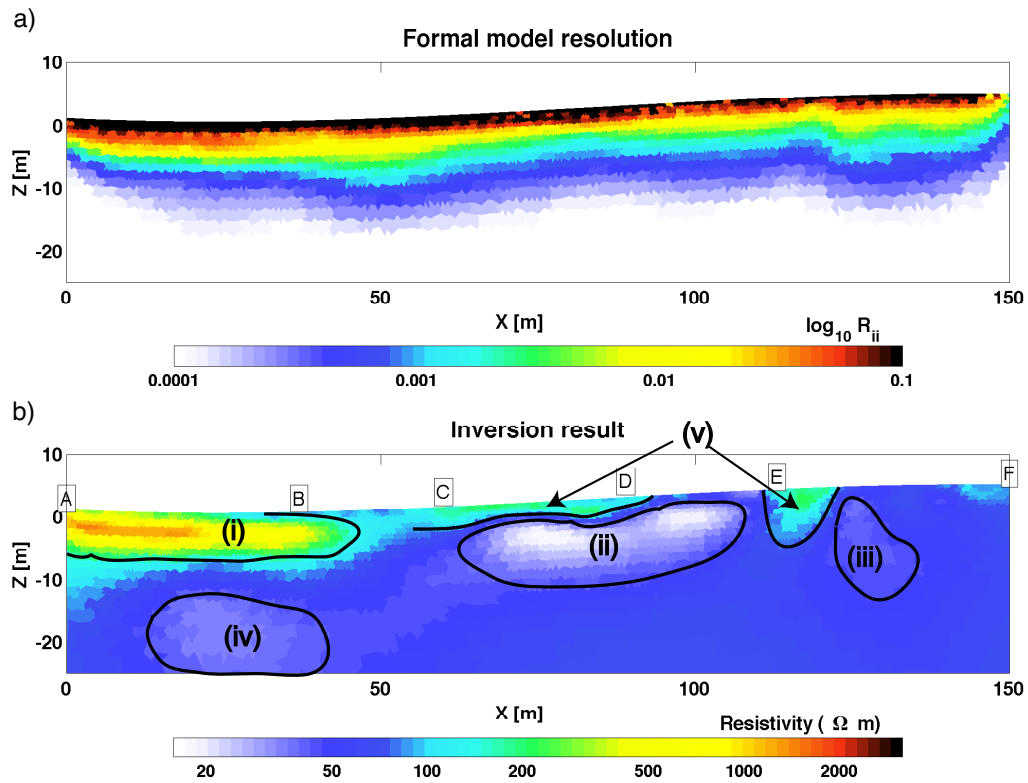 a)
Formal model resolution
10
0
-10
-20
Z [m]
0
50
100
150
X [m]
log10 Rii
0.0001
0.001
0.01
0.1
b)
Inversion result
(v)
10
0
-10
-20
Z [m]
A
B
C
D
E
F
(i)
(ii)
(iii)
(iv)
0
50
100
150
X [m]
Resistivity ( Ω m)
20
50
100
200
500
1000
2000